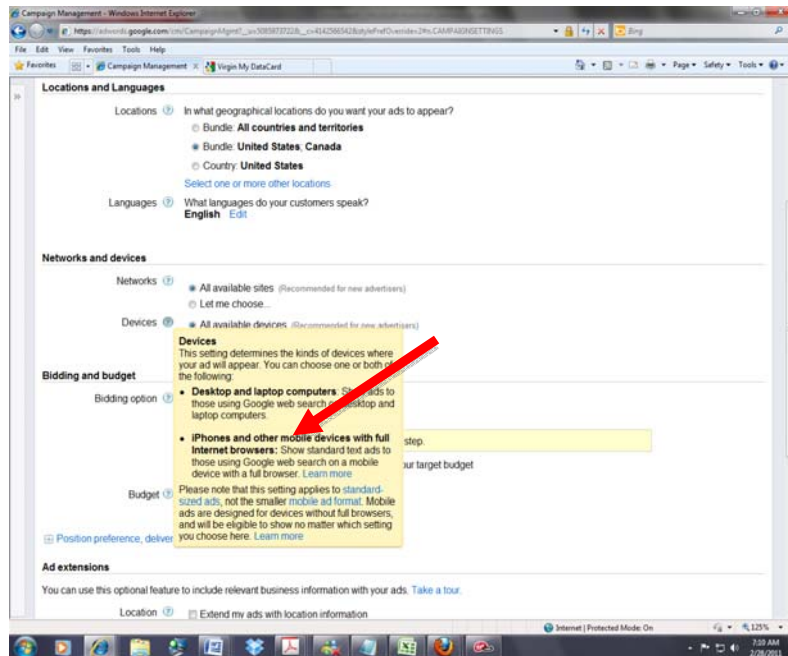 Campaign Management - Windows Internet Explorer
File Edit View Favorites Tools Help
Favorites Campaign Management Virgin My DataCard Page Safety Tools
Locations and Languages
Locations In what geographical locations do you want your ads to appear?
Bundle: All countries and territories
Bundle: United States; Canada
Country: United States
Select one or more other locations
Languages What languages do your customers speak?
English Edit
Networks and devices
Networks All available sites (Recommended for new advertisers)
Let me choose...
Devices All available devices (Recommended for new advertisers)
Devices
This setting determines the kinds of devices where
your ad will appear. You can choose one or both of
the following:
Bidding and budget
Bidding option
• Desktop and laptop computers: Show ads to
those using Google web search on desktop and
laptop computers.
• iPhones and other mobile devices with full
Internet browsers: Show standard text ads to
those using Google web search on a mobile
device with a full browser. Learn more
step.
ur target budget
Budget
Please note that this setting applies to standard-
sized ads, not the smaller mobile ad format. Mobile
ads are designed for devices without full browsers,
and will be eligible to show no matter which setting
you choose here. Learn more
Position preference, deliver
Ad extensions
You can use this optional feature to include relevant business information with your ads. Take a tour.
Location Extend my ads with location information
Internet | Protected Mode: On 125%
7:10 AM
2/28/2011